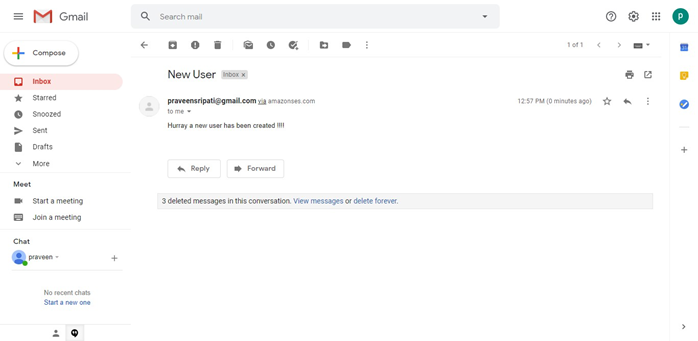 Gmail
Search mail
p
Compose
1 of 1
Inbox
New User Inbox x
Starred
praveensripati@gmail.com via amazonses.com 12:57 PM (0 minutes ago)
to me
Snoozed
Hurray a new user has been created !!!!
Sent
Drafts
More
Reply Forward
Meet
3 deleted messages in this conversation. View messages or delete forever.
Start a meeting
Join a meeting
Chat
praveen
No recent chats
Start a new one